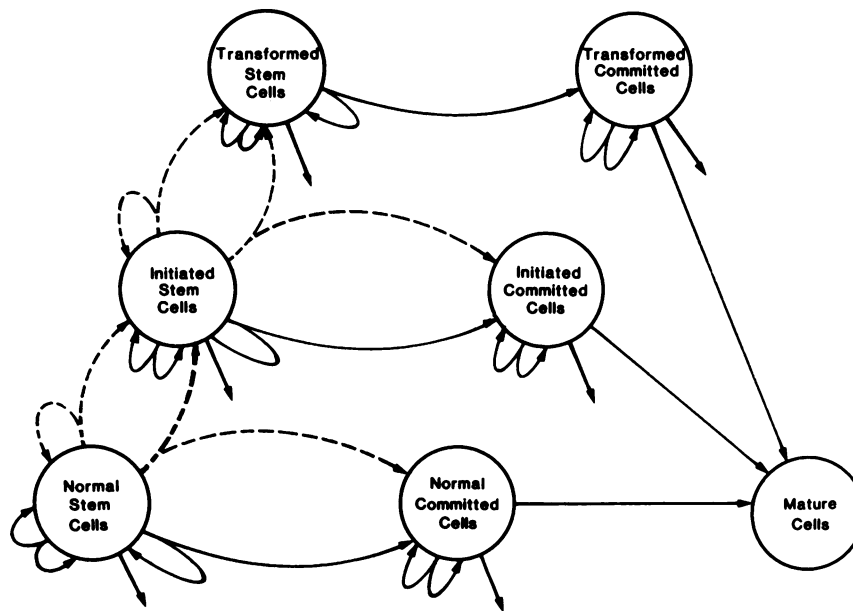 Transformed
Stem
Cells
Transformed
Committed
Cells
Initiated
Stem
Cells
Initiated
Committed
Cells
Normal
Stem
Cells
Normal
Committed
Cells
Mature
Cells